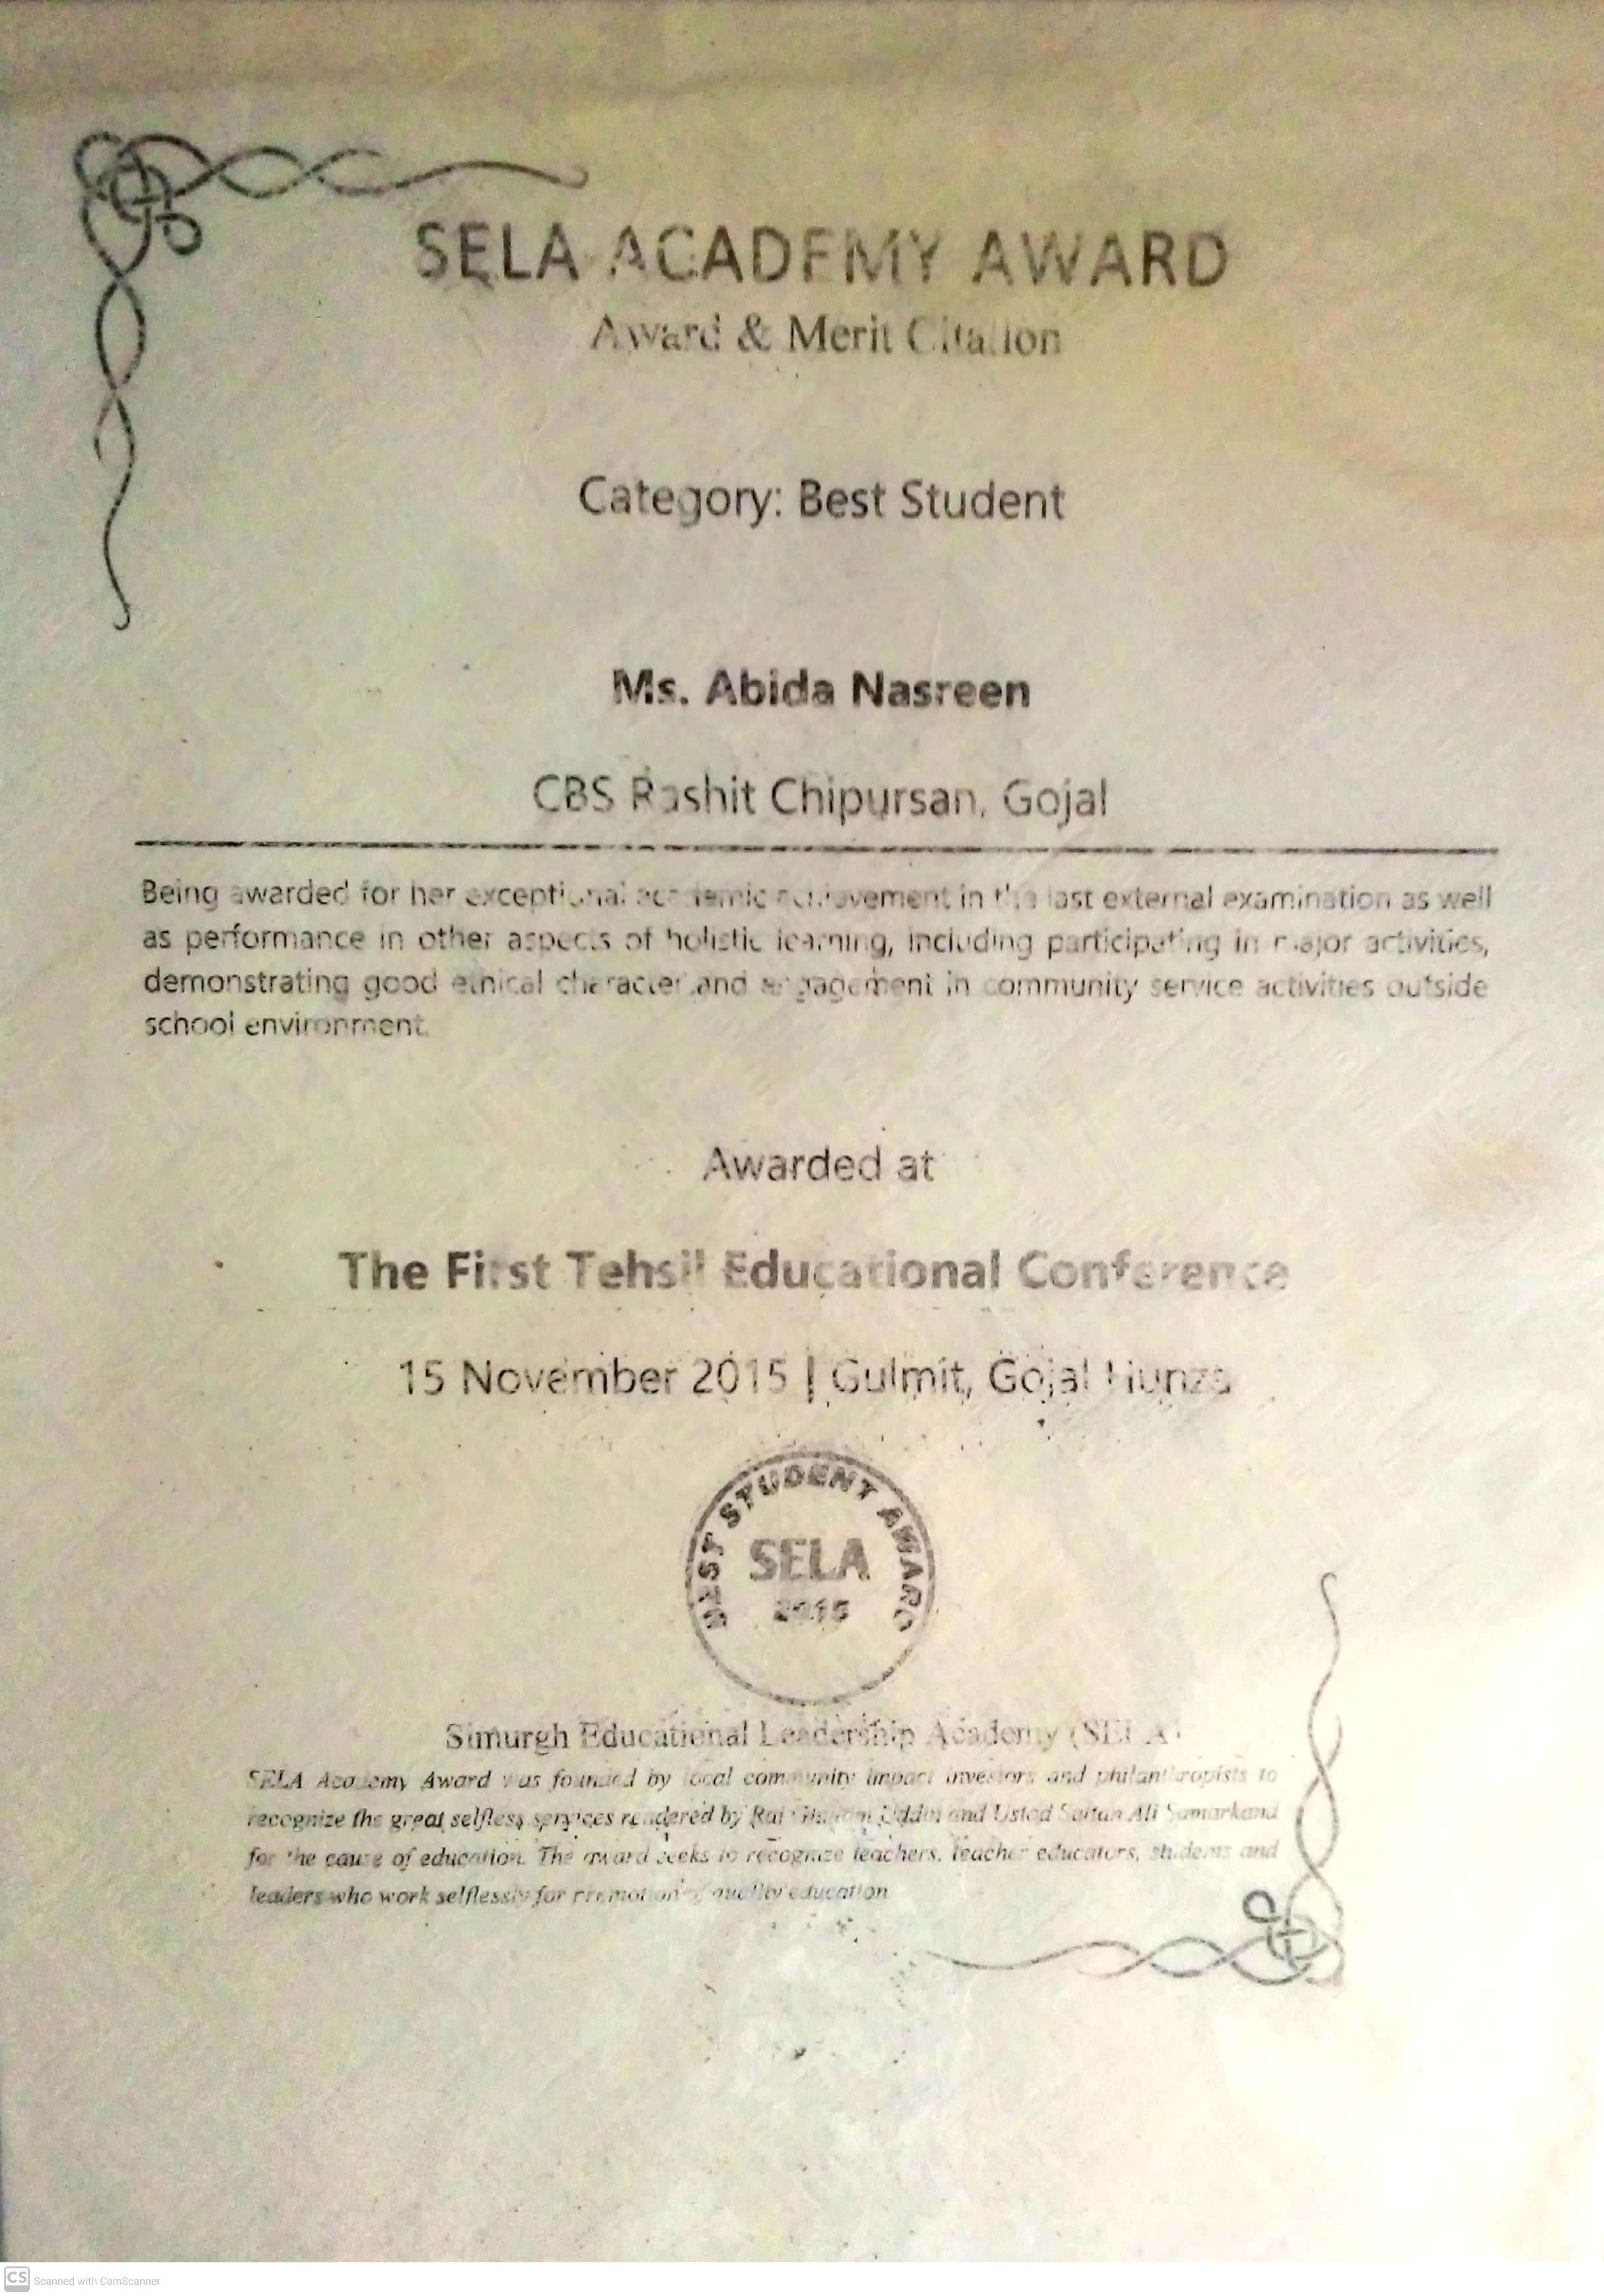 SELA ACADEMY AWARD
Award & Merit Citation
Category: Best Student
Ms. Abida Nasreen
CBS Rashit Chipursan, Gojal
Being awarded for her exceptional academic achievement in the last external examination as well
as performance in other aspects of holistic learning, including participating in major activities,
demonstrating good ethical character and engagement in community service activities outside
school environment.
Awarded at
The First Tehsil Educational Conference
15 November 2015 | Gulmit, Gojal Hunza
BEST STUDENT AWARD
SELA
2015
Simurgh Educational Leadership Academy (SELA)
SELA Academy Award was founded by local community impact investors and philanthropists to
recognize the great selfless services rendered by Rai Uddin and Ustod Sultan Ali Samarkand
for the cause of education. The award seeks to recognize teachers, teacher educators, students and
leaders who work selflessly for promotion of quality education
CS Scanned with CamScanner